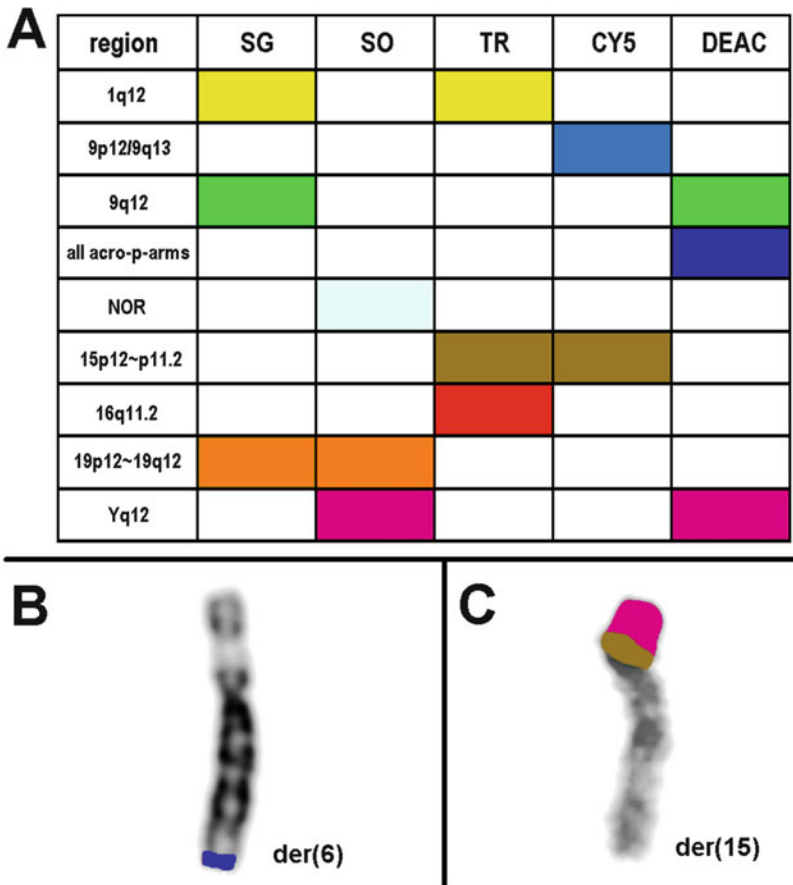 A
region SG SO TR CY5 DEAC
1q12
9p12/9q13
9q12
all acro-p-arms
NOR
15p12~p11.2
16q11.2
19p12~19q12
Yq12
B
der(6)
C
der(15)